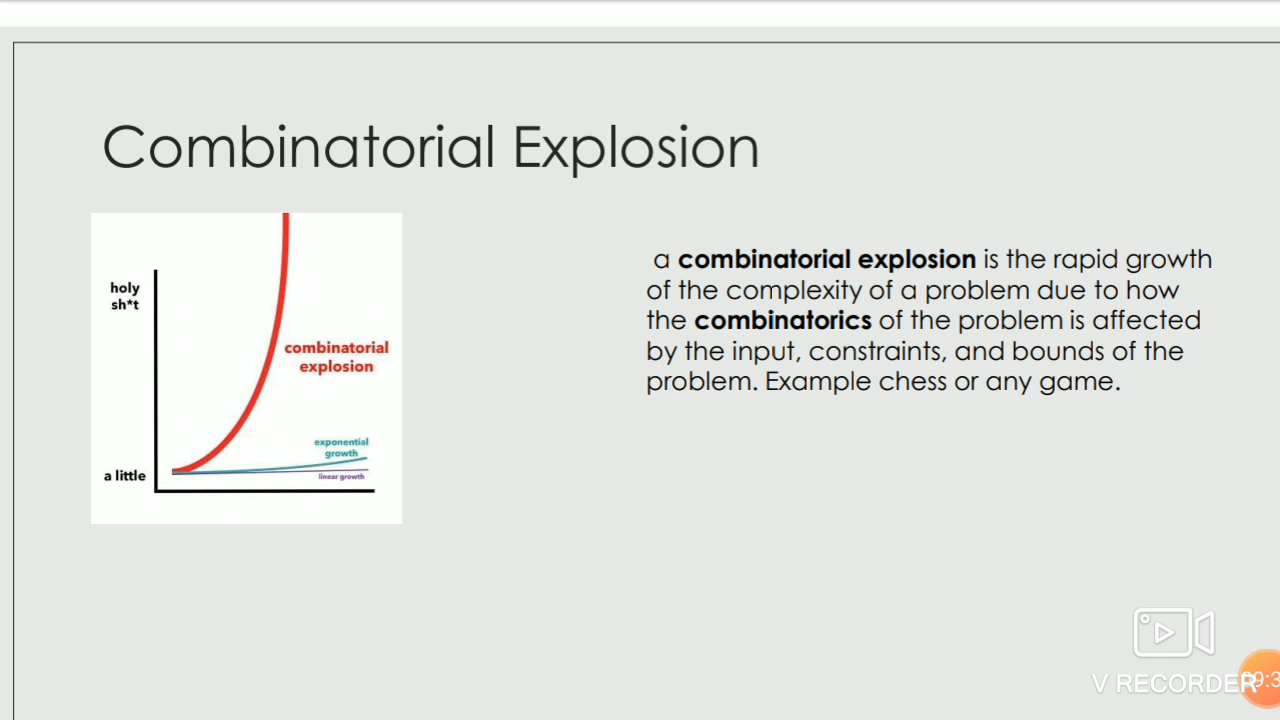 Combinatorial Explosion
holy
sh*t
combinatorial
explosion
exponential
growth
linear growth
a little
a combinatorial explosion is the rapid growth
of the complexity of a problem due to how
the combinatorics of the problem is affected
by the input, constraints, and bounds of the
problem. Example chess or any game.
V RECORDER